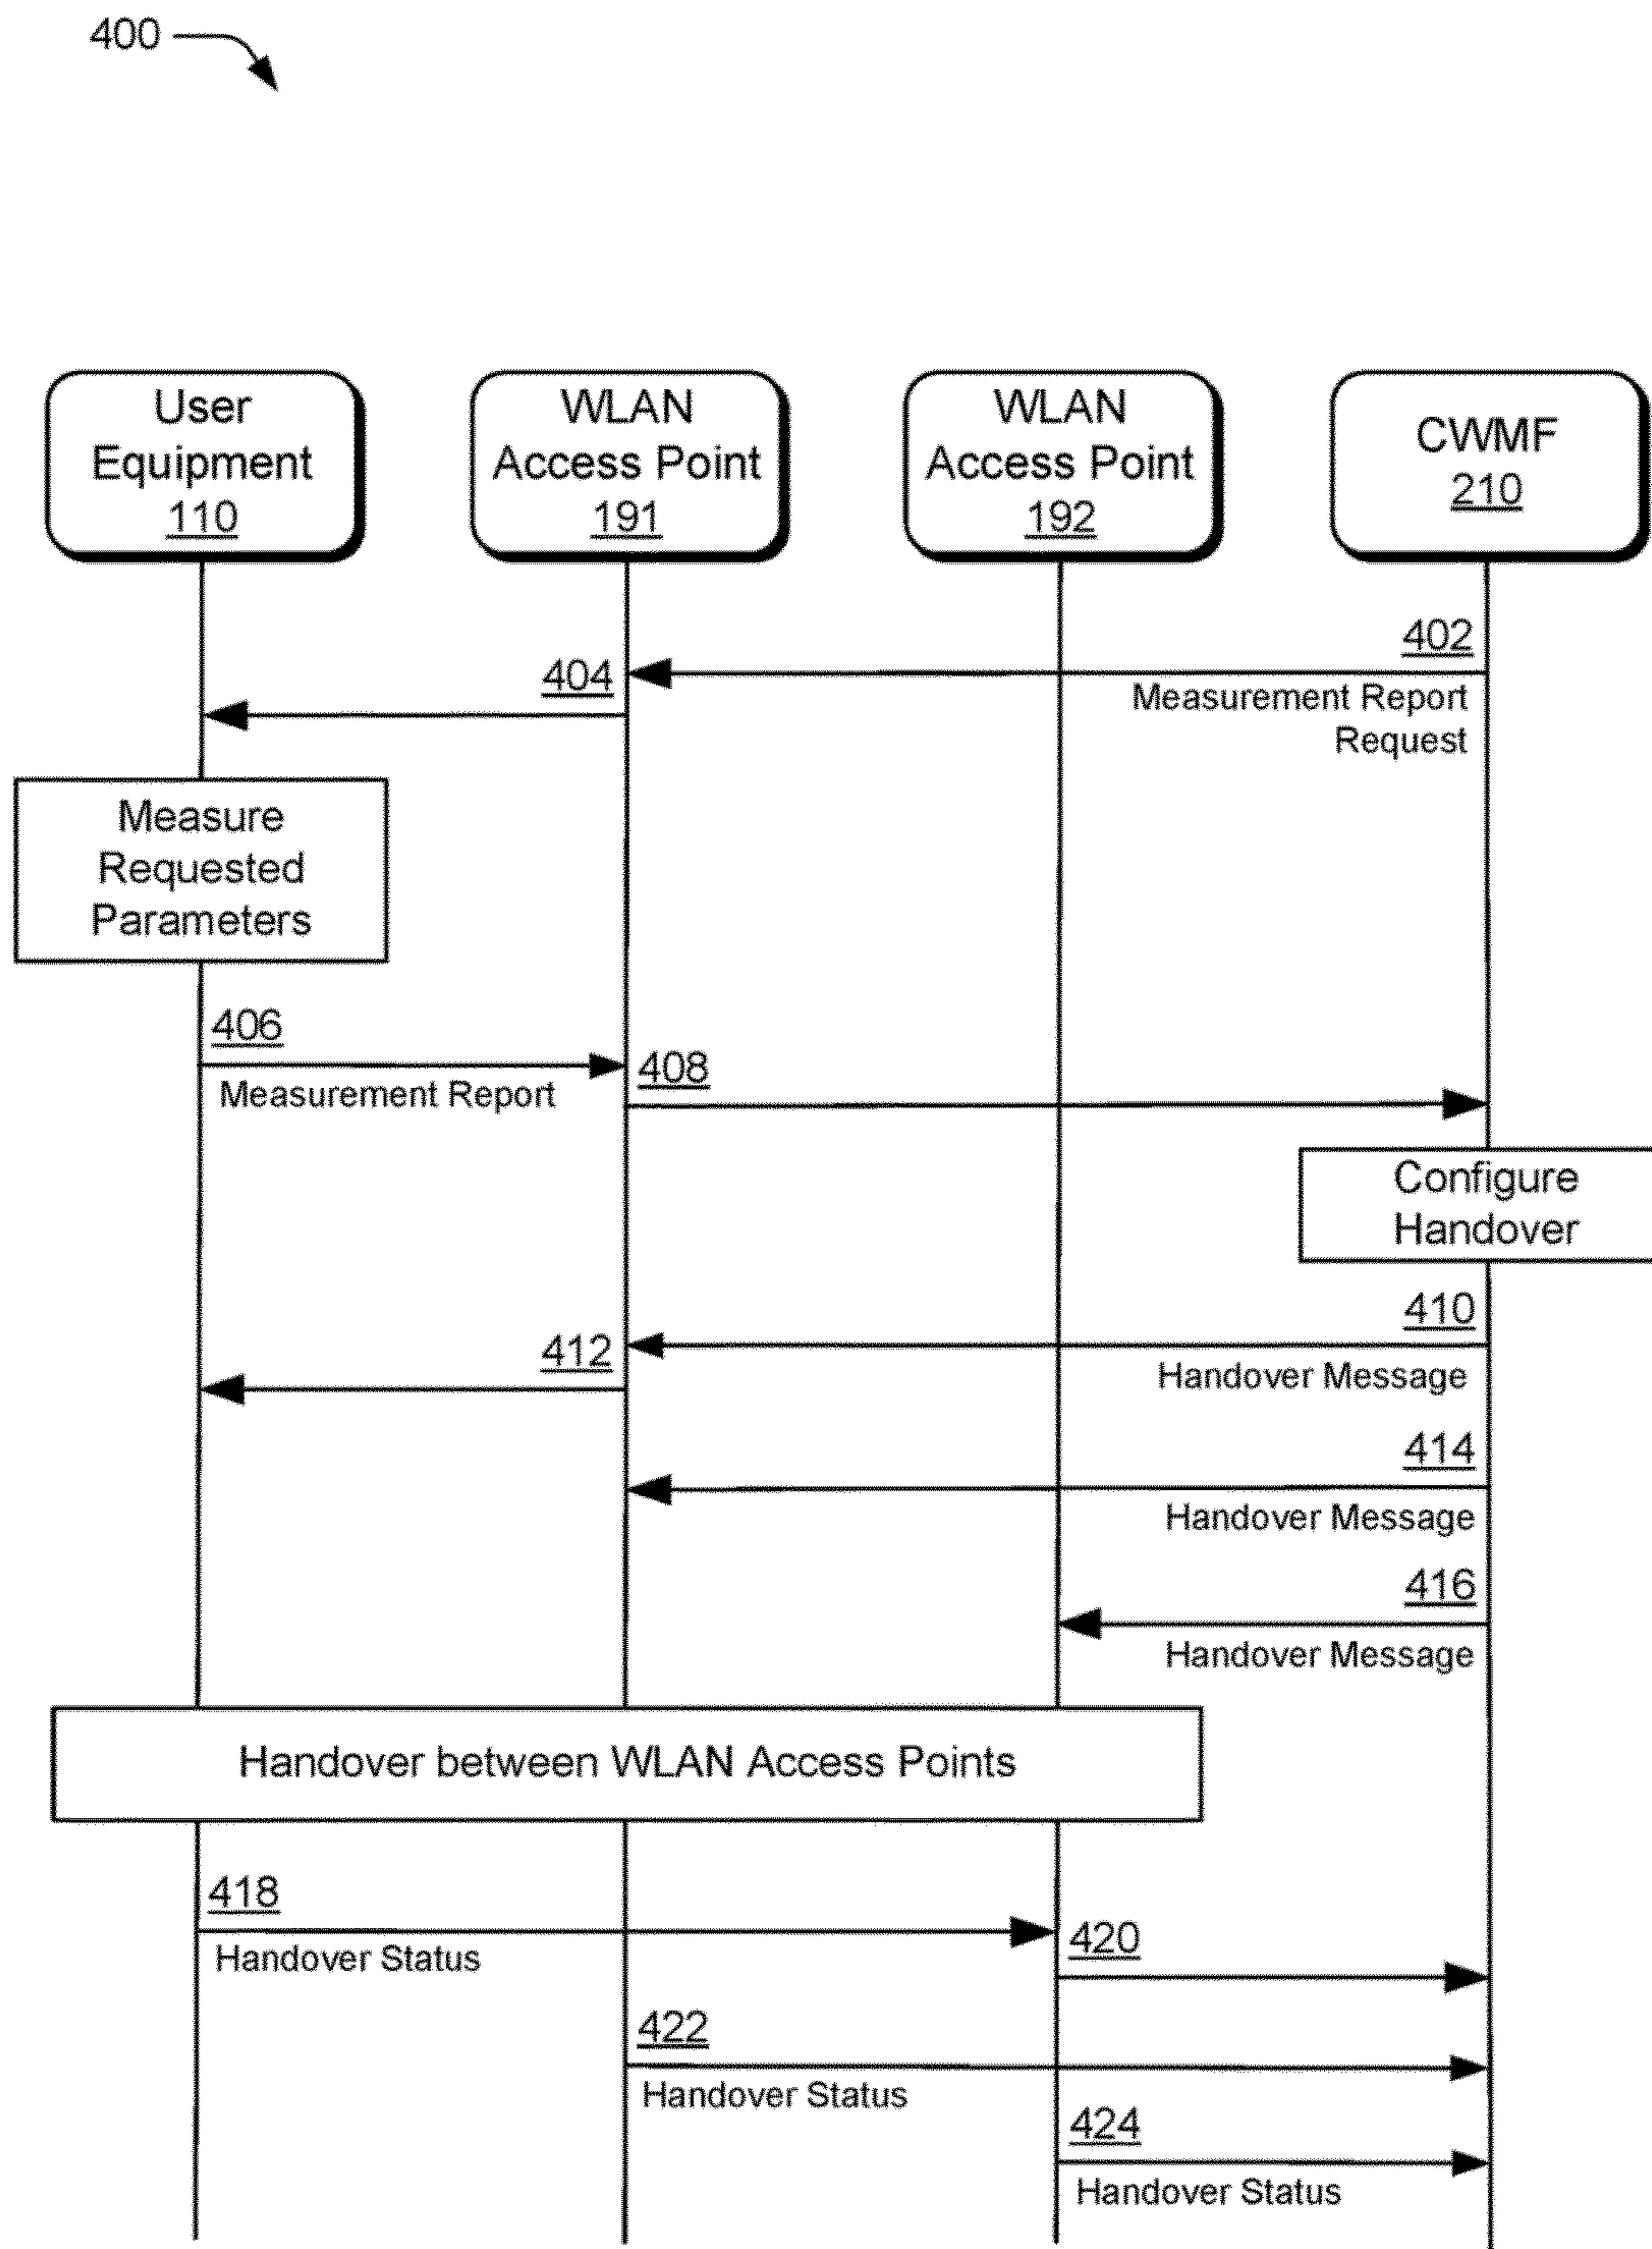 400
User
Equipment
110
WLAN
Access Point
191
WLAN
Access Point
192
CWMF
210
402
Measurement Report
Request
404
Measure
Requested
Parameters
406
Measurement Report
408
Configure
Handover
410
Handover Message
412
414
Handover Message
416
Handover Message
Handover between WLAN Access Points
418
Handover Status
420
422
Handover Status
424
Handover Status